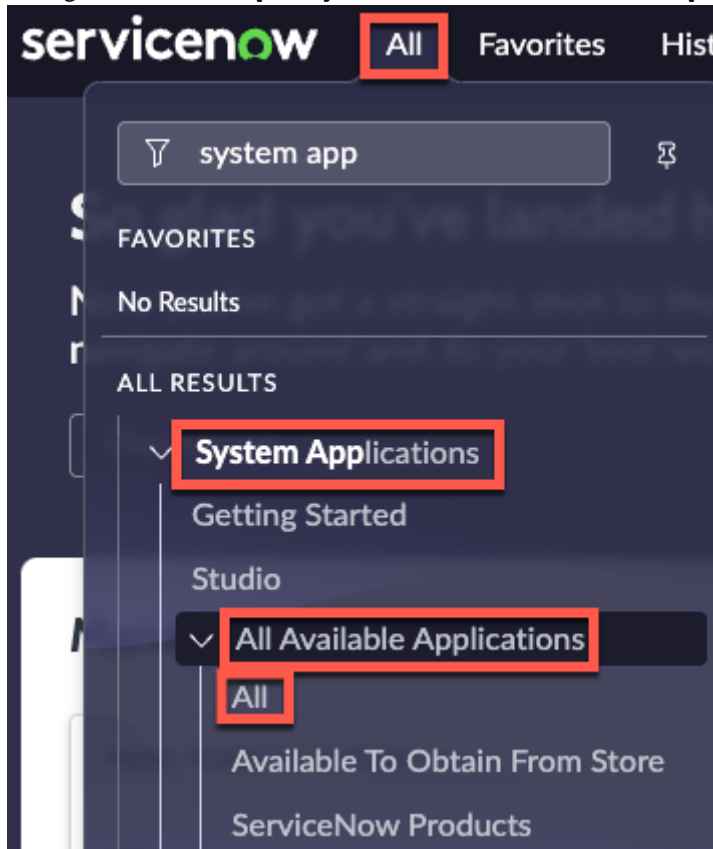 servicenow All Favorites Hist
system app
FAVORITES
No Results
ALL RESULTS
System Applications
Getting Started
Studio
All Available Applications
All
Available To Obtain From Store
ServiceNow Products